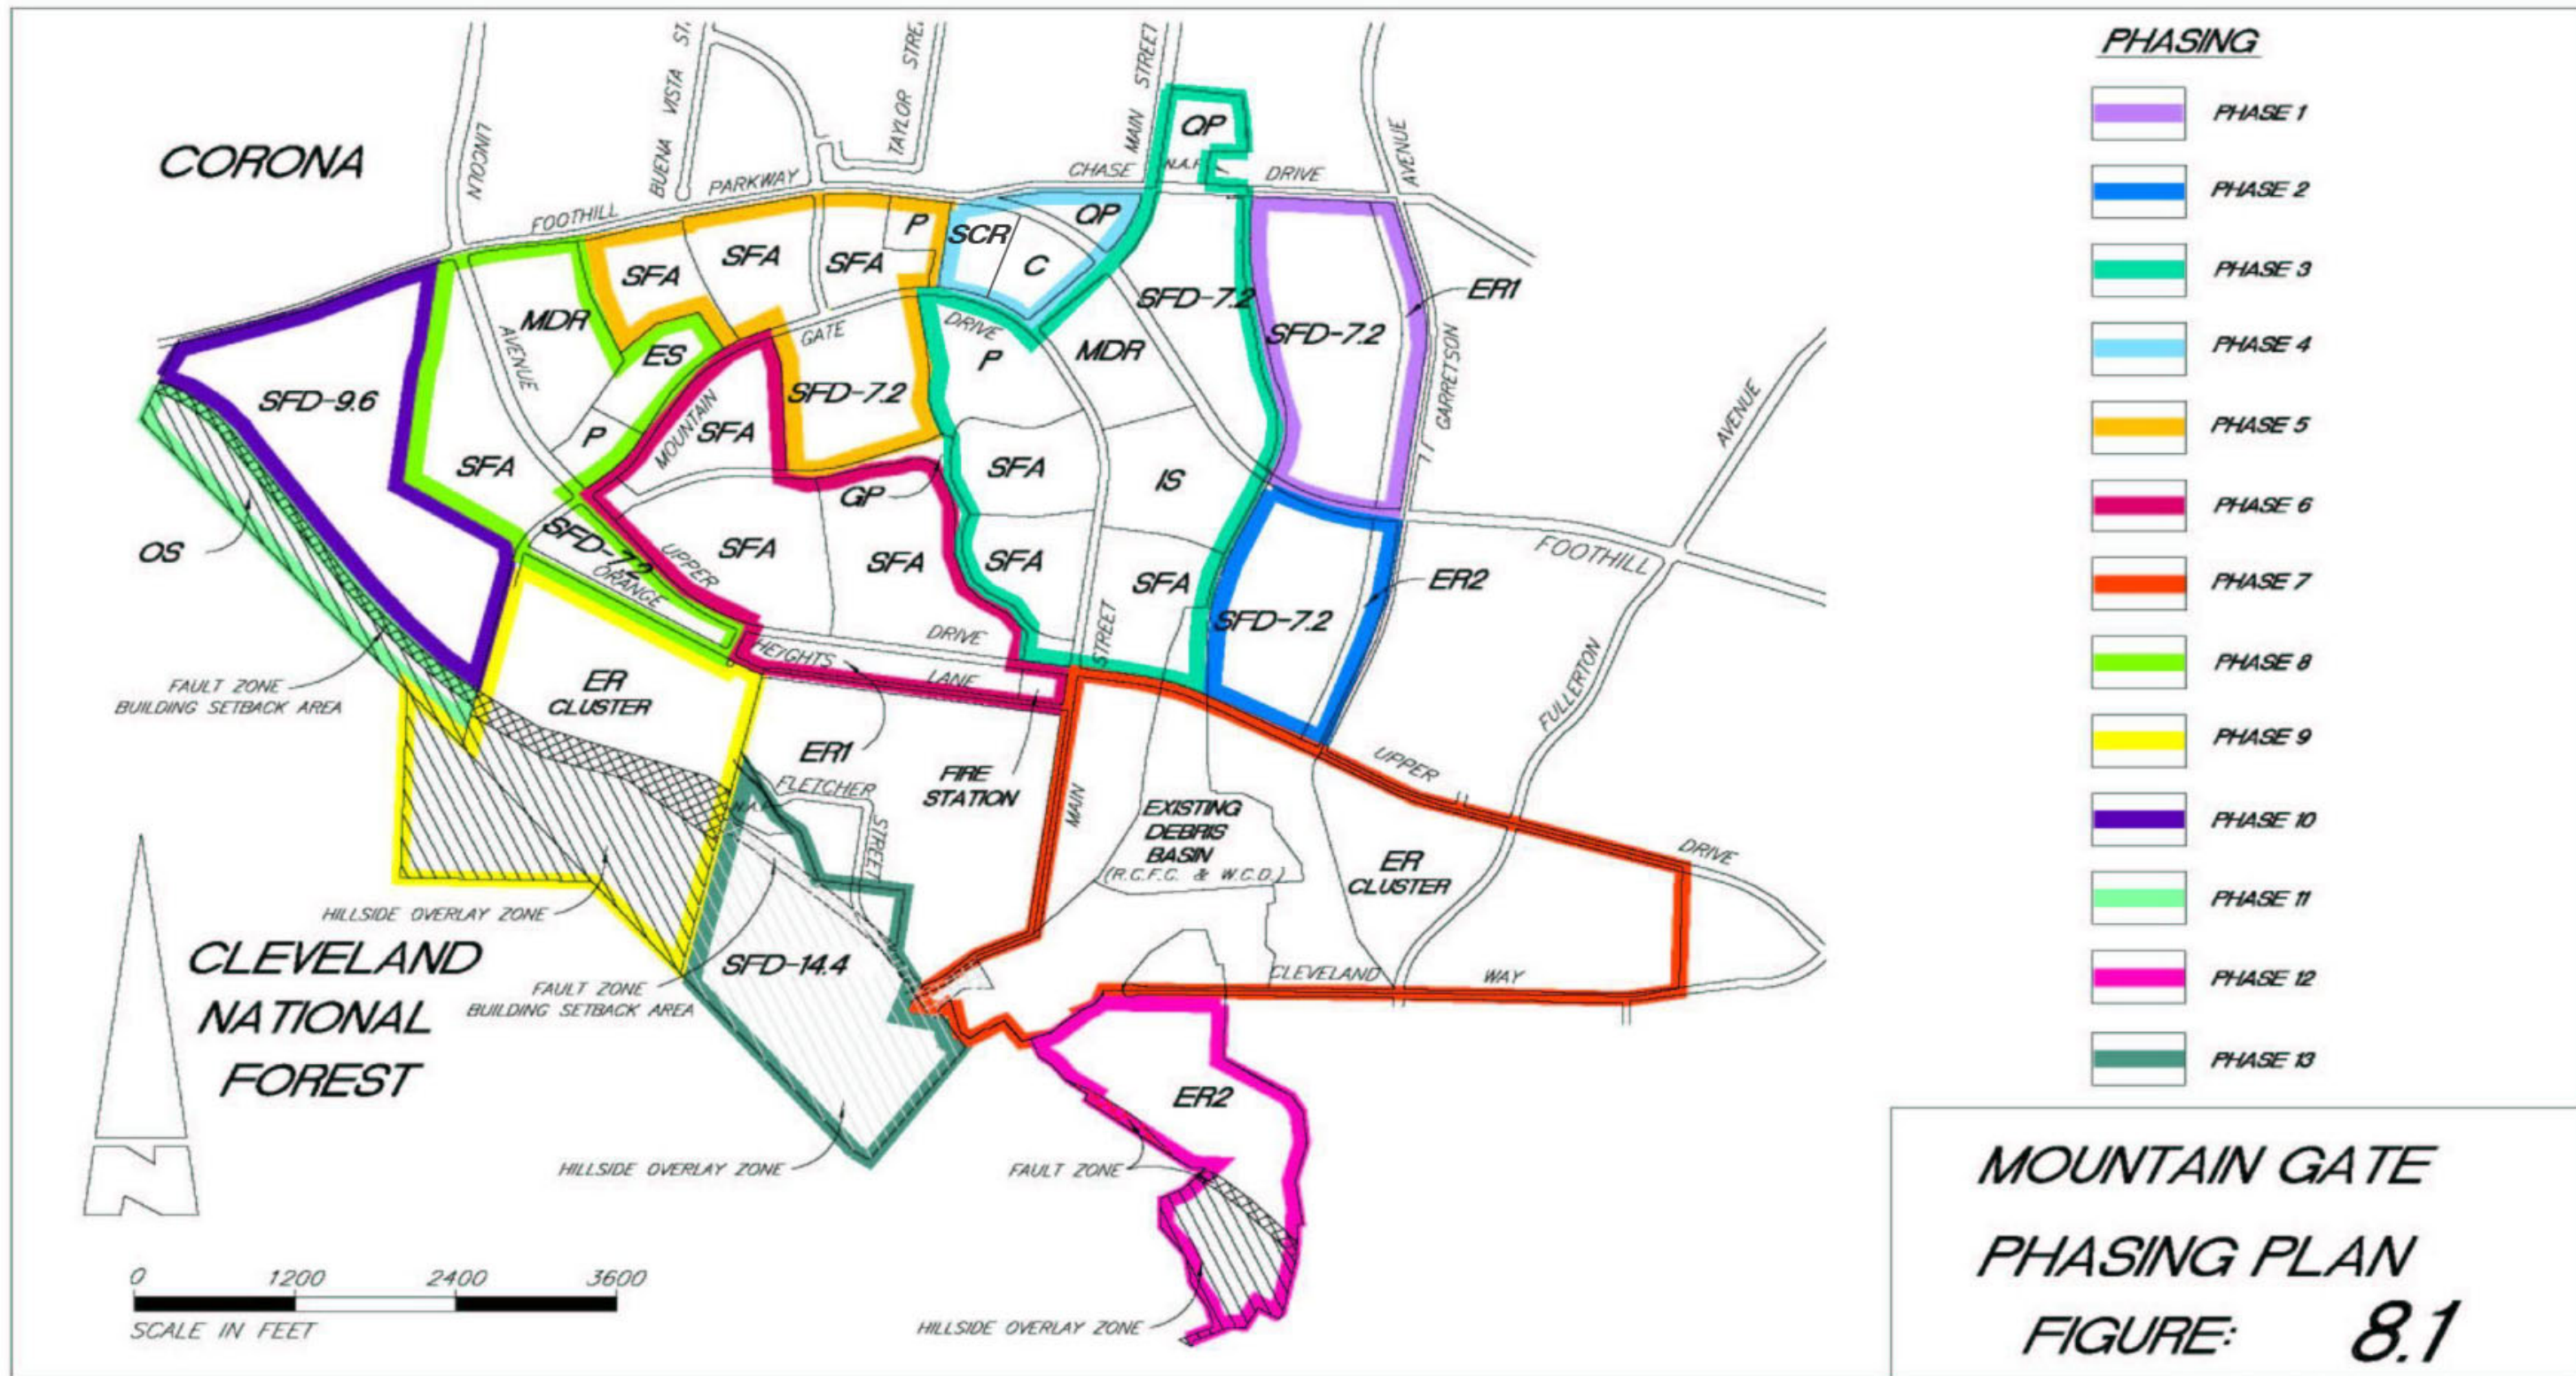 PHASING
PHASE 1
PHASE 2
PHASE 3
PHASE 4
PHASE 5
PHASE 6
PHASE 7
PHASE 8
PHASE 9
PHASE 10
PHASE 11
PHASE 12
PHASE 13
CORONA
LINCOLN
BUENA VISTA
TAYLOR
MAIN STREET
AVENUE
FOOTHILL
PARKWAY
CHASE
N.A.P.
DRIVE
QP
P
SCR
QP
C
SFA
SFA
SFA
SFD-7.2
ER1
MDR
AVENUE
ES
GATE
DRIVE
P
MDR
SFD-7.2
GARRETSON
AVENUE
SFD-9.6
SFD-7.2
P
MOUNTAIN
SFA
SFA
SFA
IS
GP
OS
SFD-7.2
UPPER
ORANGE
SFA
SFA
SFA
SFA
FOOTHILL
ER2
SFD-7.2
DRIVE
STREET
HEIGHTS
LANE
FULLERTON
FAULT ZONE
BUILDING SETBACK AREA
ER
CLUSTER
ER1
FIRE
STATION
FLETCHER
STREET
MAIN
UPPER
EXISTING
DEBRIS
BASIN
(R.C.F.C. & W.C.D.)
ER
CLUSTER
DRIVE
HILLSIDE OVERLAY ZONE
CLEVELAND
NATIONAL
FOREST
SFD-14.4
FAULT ZONE
BUILDING SETBACK AREA
CLEVELAND
WAY
ER2
HILLSIDE OVERLAY ZONE
FAULT ZONE
HILLSIDE OVERLAY ZONE
N
0 1200 2400 3600
SCALE IN FEET
MOUNTAIN GATE
PHASING PLAN
FIGURE: 8.1